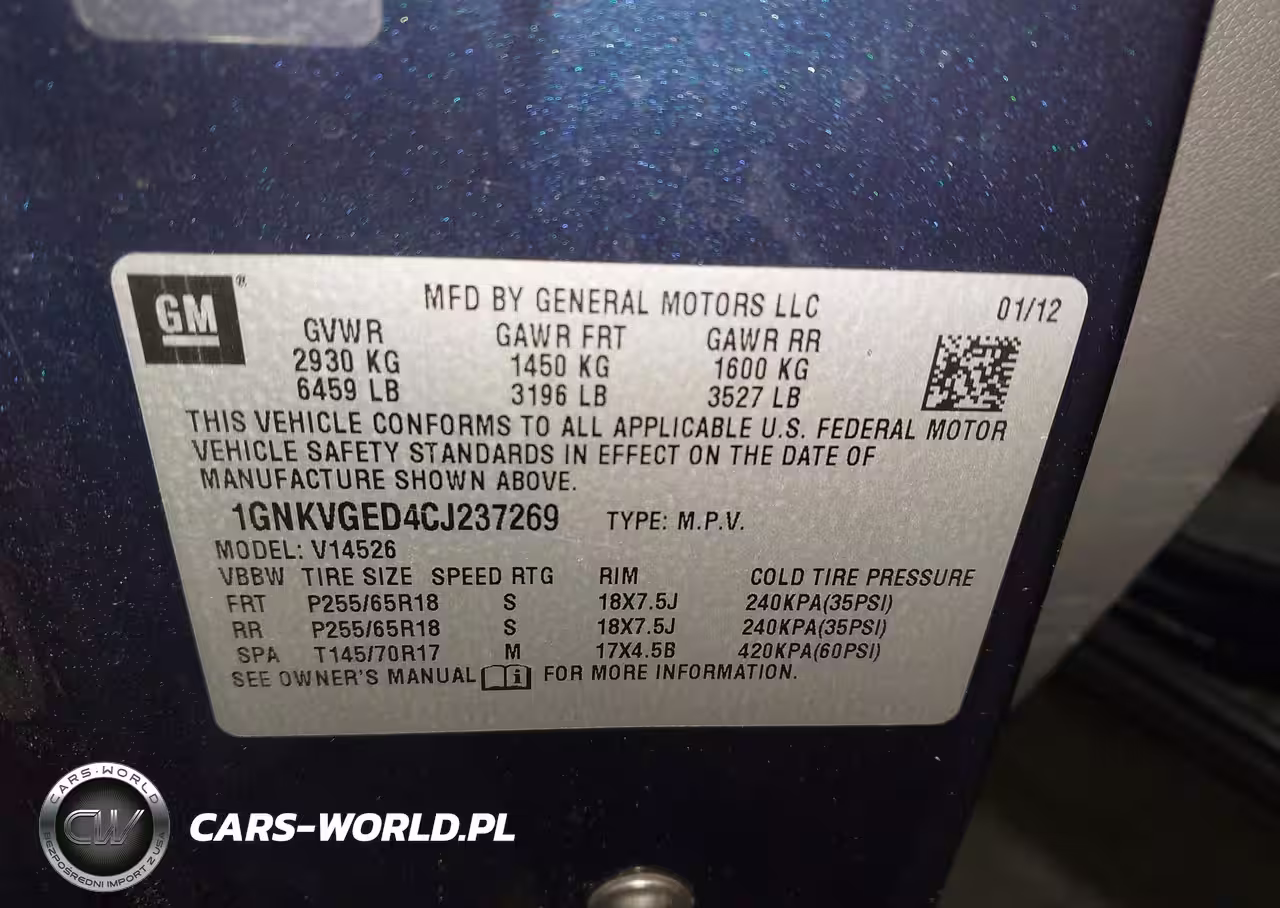 GM®
MFD BY GENERAL MOTORS LLC 01/12
GVWR GAWR FRT GAWR RR
2930 KG 1450 KG 1600 KG
6459 LB 3196 LB 3527 LB
THIS VEHICLE CONFORMS TO ALL APPLICABLE U.S. FEDERAL MOTOR
VEHICLE SAFETY STANDARDS IN EFFECT ON THE DATE OF
MANUFACTURE SHOWN ABOVE.
1GNKVGED4CJ237269 TYPE: M.P.V.
MODEL: V14526
VBBW TIRE SIZE SPEED RTG RIM COLD TIRE PRESSURE
FRT P255/65R18 S 18X7.5J 240KPA(35PSI)
RR P255/65R18 S 18X7.5J 240KPA(35PSI)
SPA T145/70R17 M 17X4.5B 420KPA(60PSI)
SEE OWNER'S MANUAL i FOR MORE INFORMATION.
CARS-WORLD
CW
BEZPOŚREDNI IMPORT Z USA
CARS-WORLD.PL